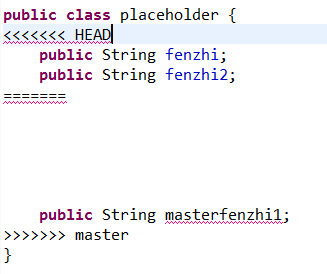 public class placeholder {
<<<<<<< HEAD
    public String fenzhi;
    public String fenzhi2;
=======
    public String masterfenzhi1;
>>>>>>> master
}